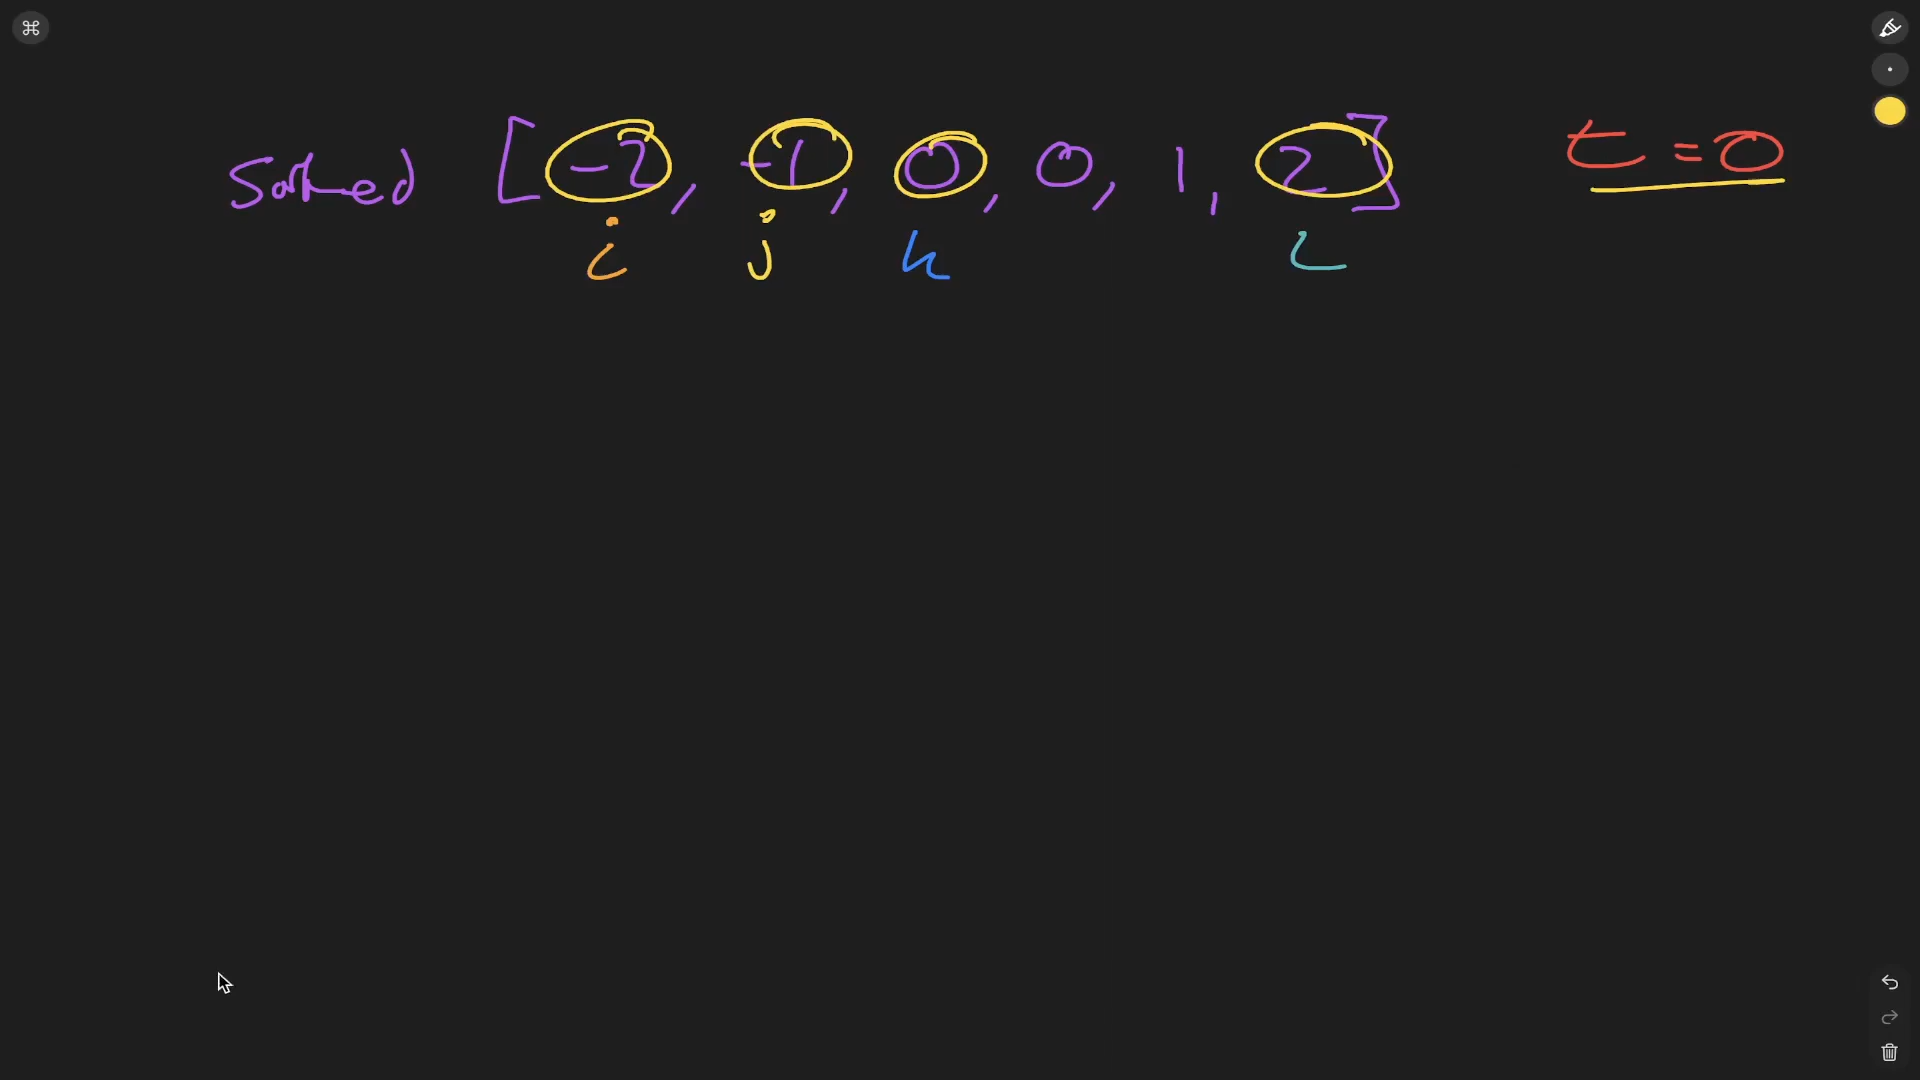 Sorted [-2, -1, 0, 0, 1, 2] t = 0
i j k l